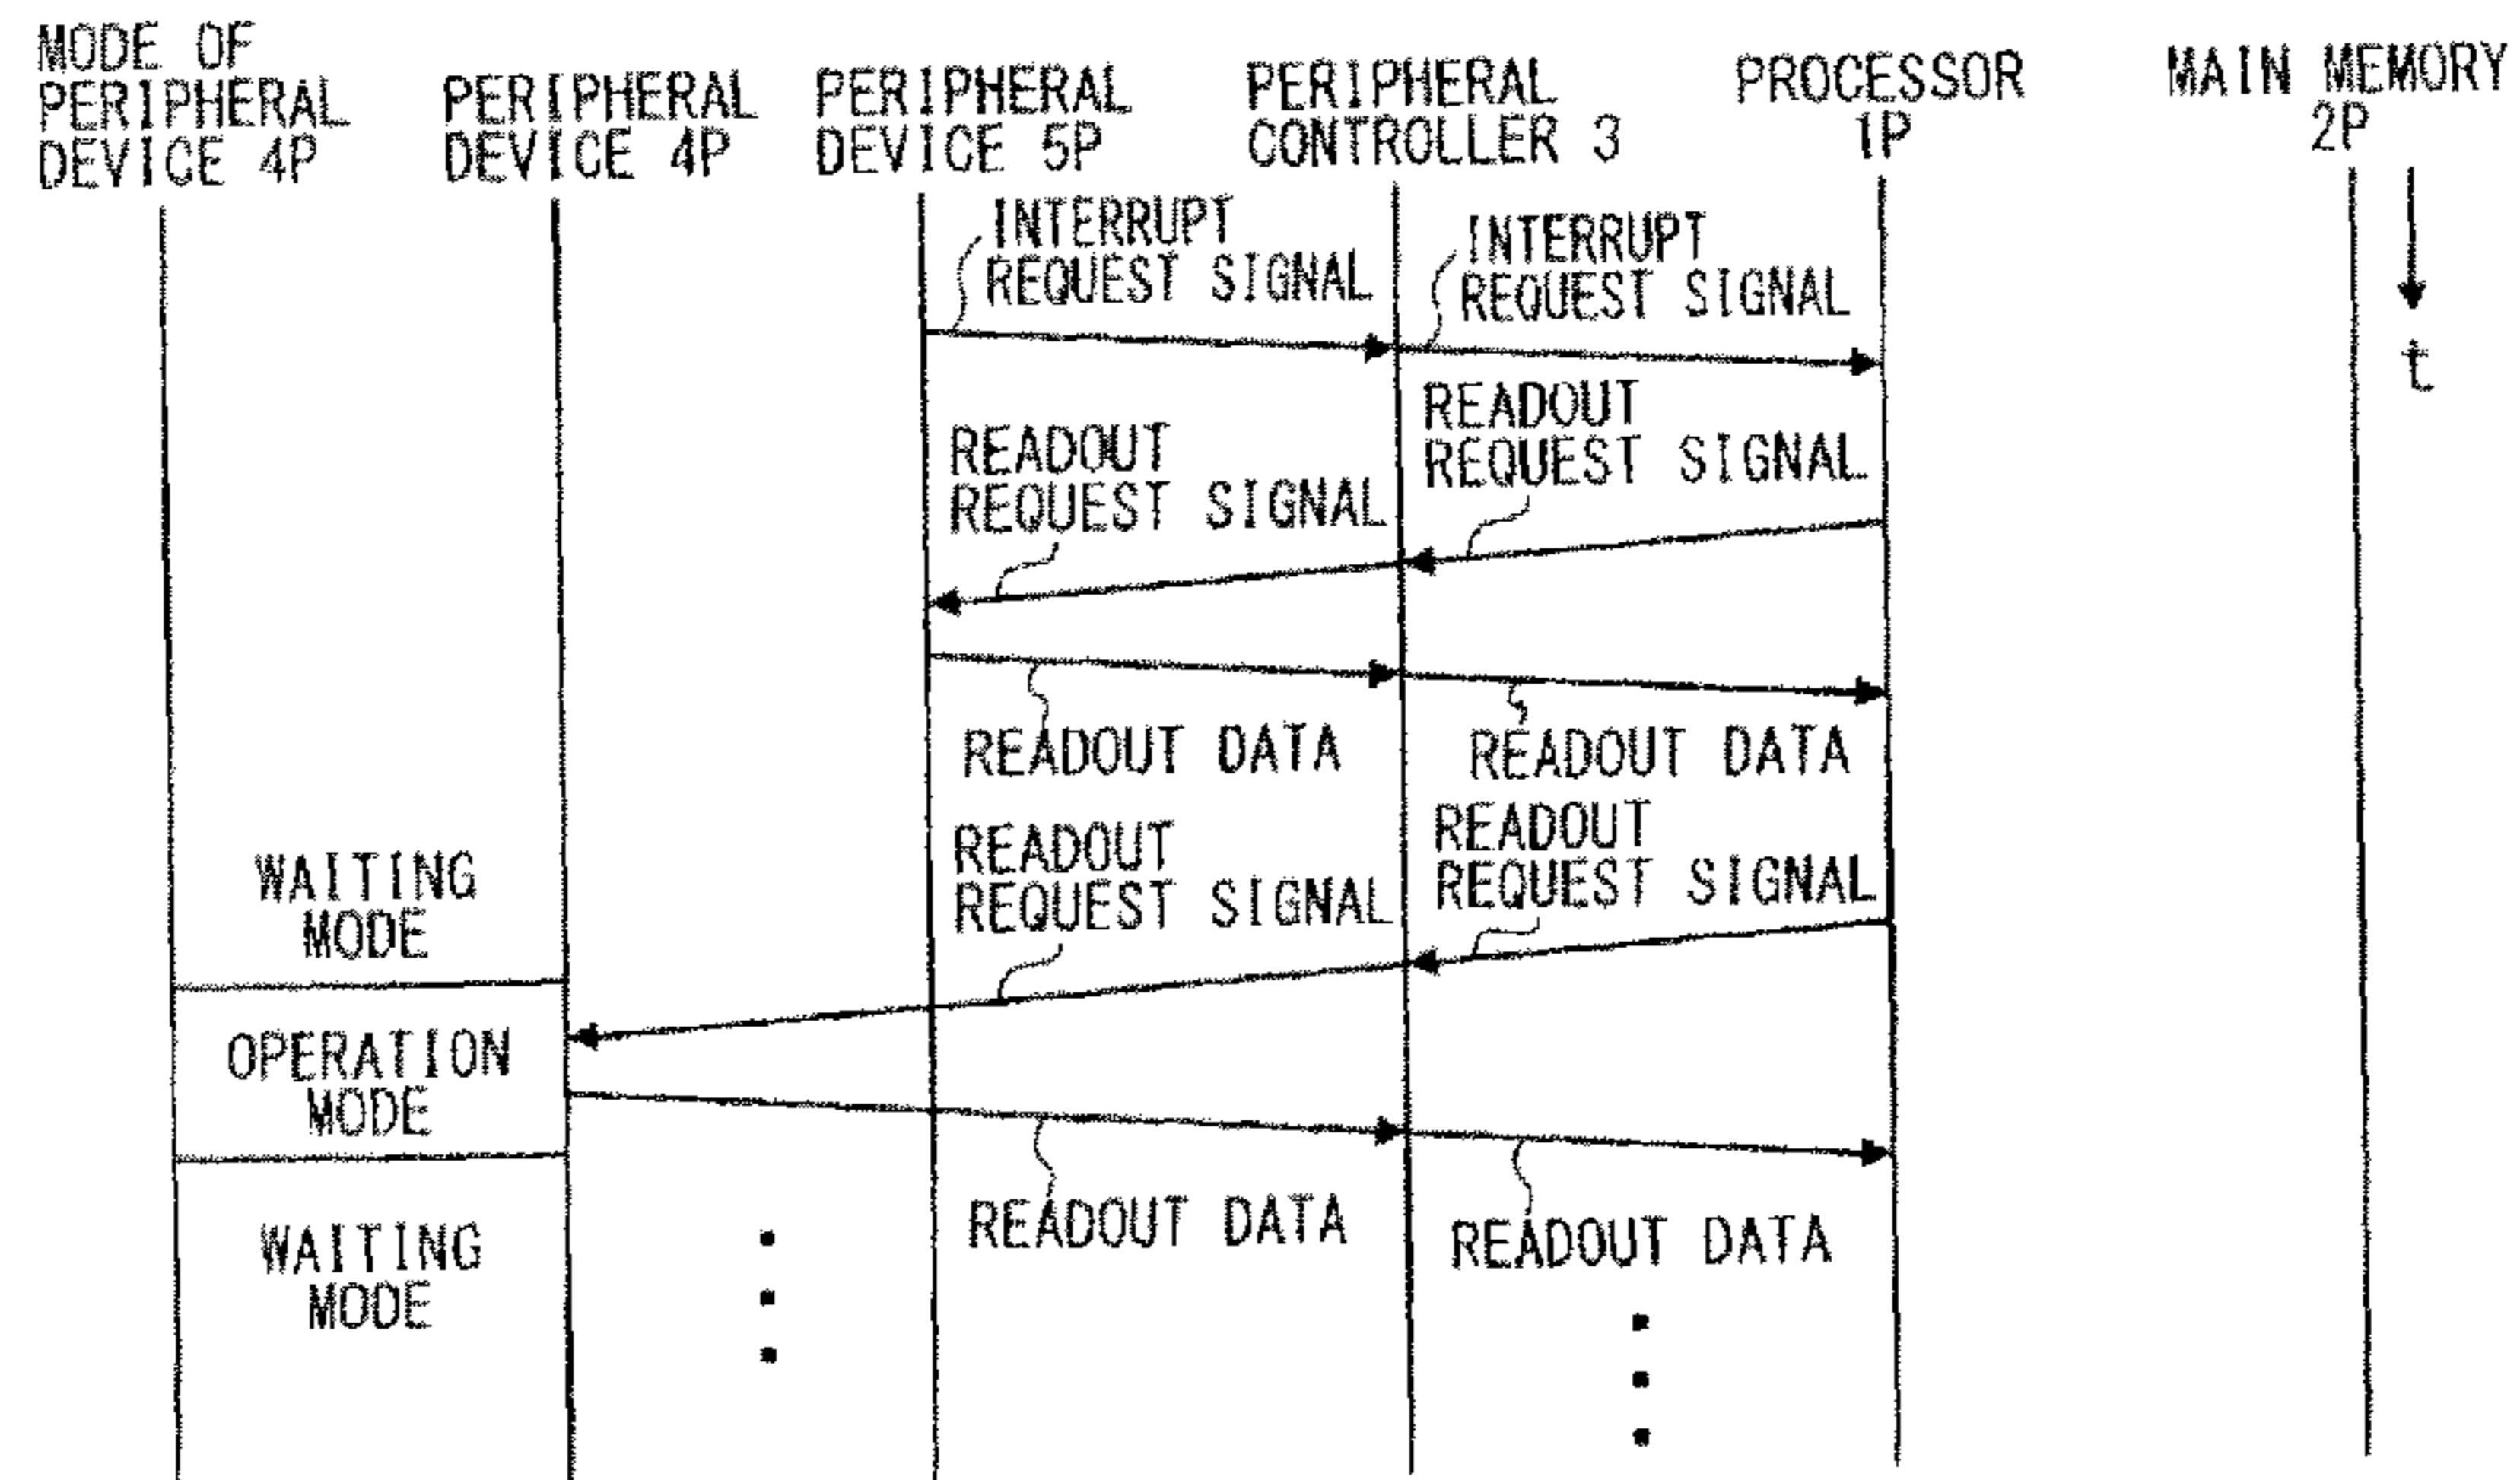 MODE OF
PERIPHERAL
DEVICE 4P
PERIPHERAL
DEVICE 4P
PERIPHERAL
DEVICE 5P
PERIPHERAL
CONTROLLER 3
PROCESSOR
1P
MAIN MEMORY
2P
t
INTERRUPT
REQUEST SIGNAL
INTERRUPT
REQUEST SIGNAL
READOUT
REQUEST SIGNAL
READOUT
REQUEST SIGNAL
READOUT DATA
READOUT DATA
READOUT
REQUEST SIGNAL
READOUT
REQUEST SIGNAL
WAITING
MODE
OPERATION
MODE
READOUT DATA
READOUT DATA
WAITING
MODE